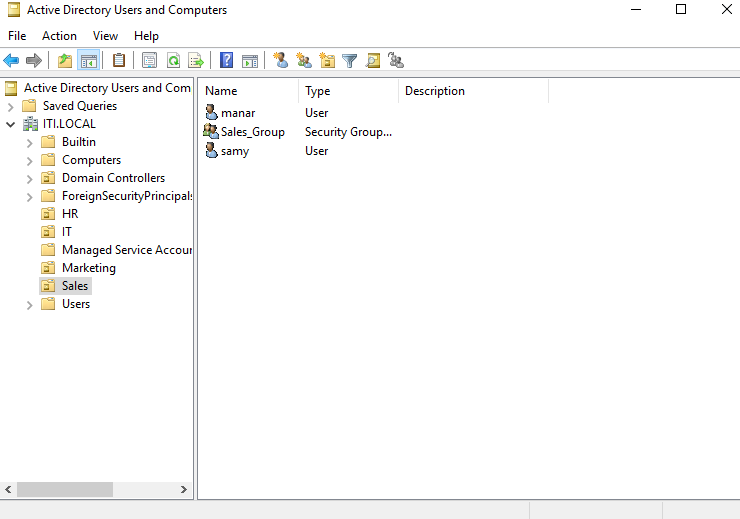 Active Directory Users and Computers
File Action View Help
Active Directory Users and Com
Saved Queries
ITI.LOCAL
Builtin
Computers
Domain Controllers
ForeignSecurityPrincipals
HR
IT
Managed Service Accour
Marketing
Sales
Users
Name Type Description
manar User
Sales_Group Security Group...
samy User